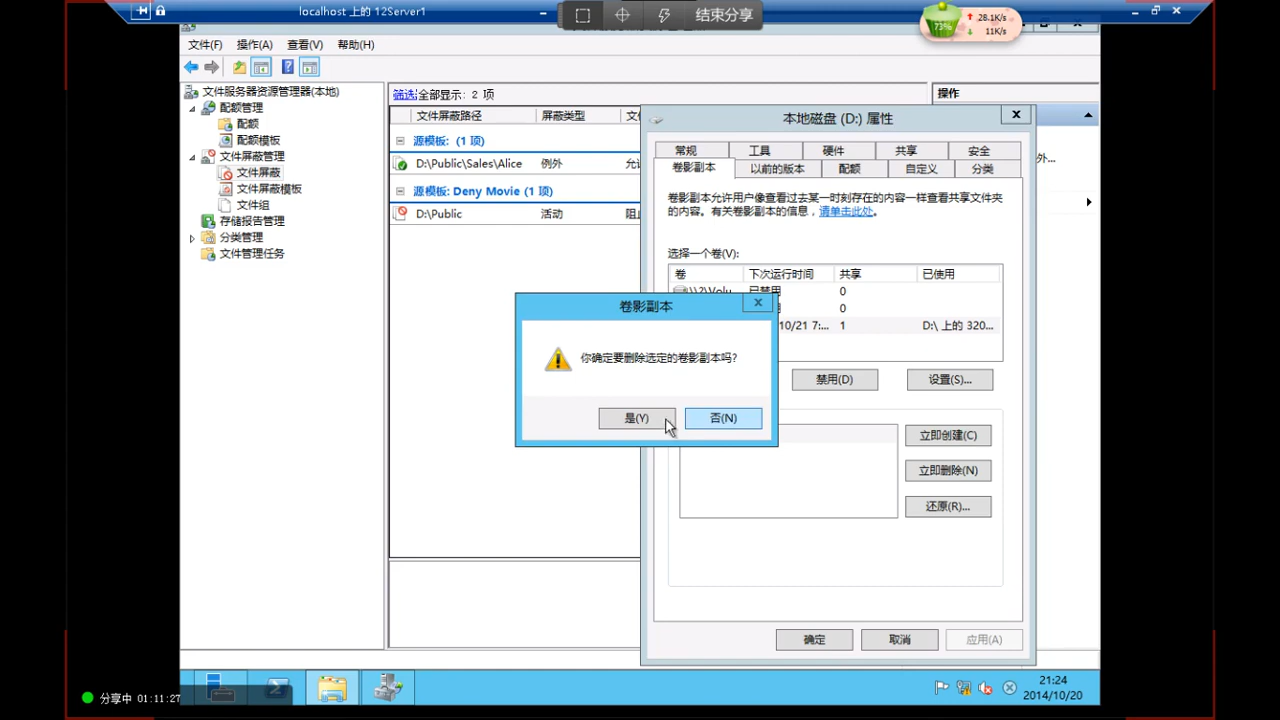 localhost 上的 12Server1
结束分享
73%
28.1K/s
11K/s
文件(F)
操作(A)
查看(V)
帮助(H)
文件服务器资源管理器(本地)
配额管理
配额
配额模板
文件屏蔽管理
文件屏蔽
文件屏蔽模板
文件组
存储报告管理
分类管理
文件管理任务
筛选:全部显示: 2 项
文件屏蔽路径
屏蔽类型
源模板: (1 项)
D:\Public\Sales\Alice
例外
源模板: Deny Movie (1 项)
D:\Public
活动
操作
外...
本地磁盘 (D:) 属性
常规
工具
硬件
共享
安全
卷影副本
以前的版本
配额
自定义
分类
卷影副本允许用户像查看过去某一时刻存在的内容一样查看共享文件夹
的内容。有关卷影副本的信息，请单击此处。
选择一个卷(V):
卷
下次运行时间
共享
已使用
\\?\Volu...
已禁用
0
0
10/21 7:...
1
D:\ 上的 320...
禁用(D)
设置(S)...
立即创建(C)
立即删除(N)
还原(R)...
确定
取消
应用(A)
卷影副本
你确定要删除选定的卷影副本吗?
是(Y)
否(N)
分享中 01:11:27
21:24
2014/10/20